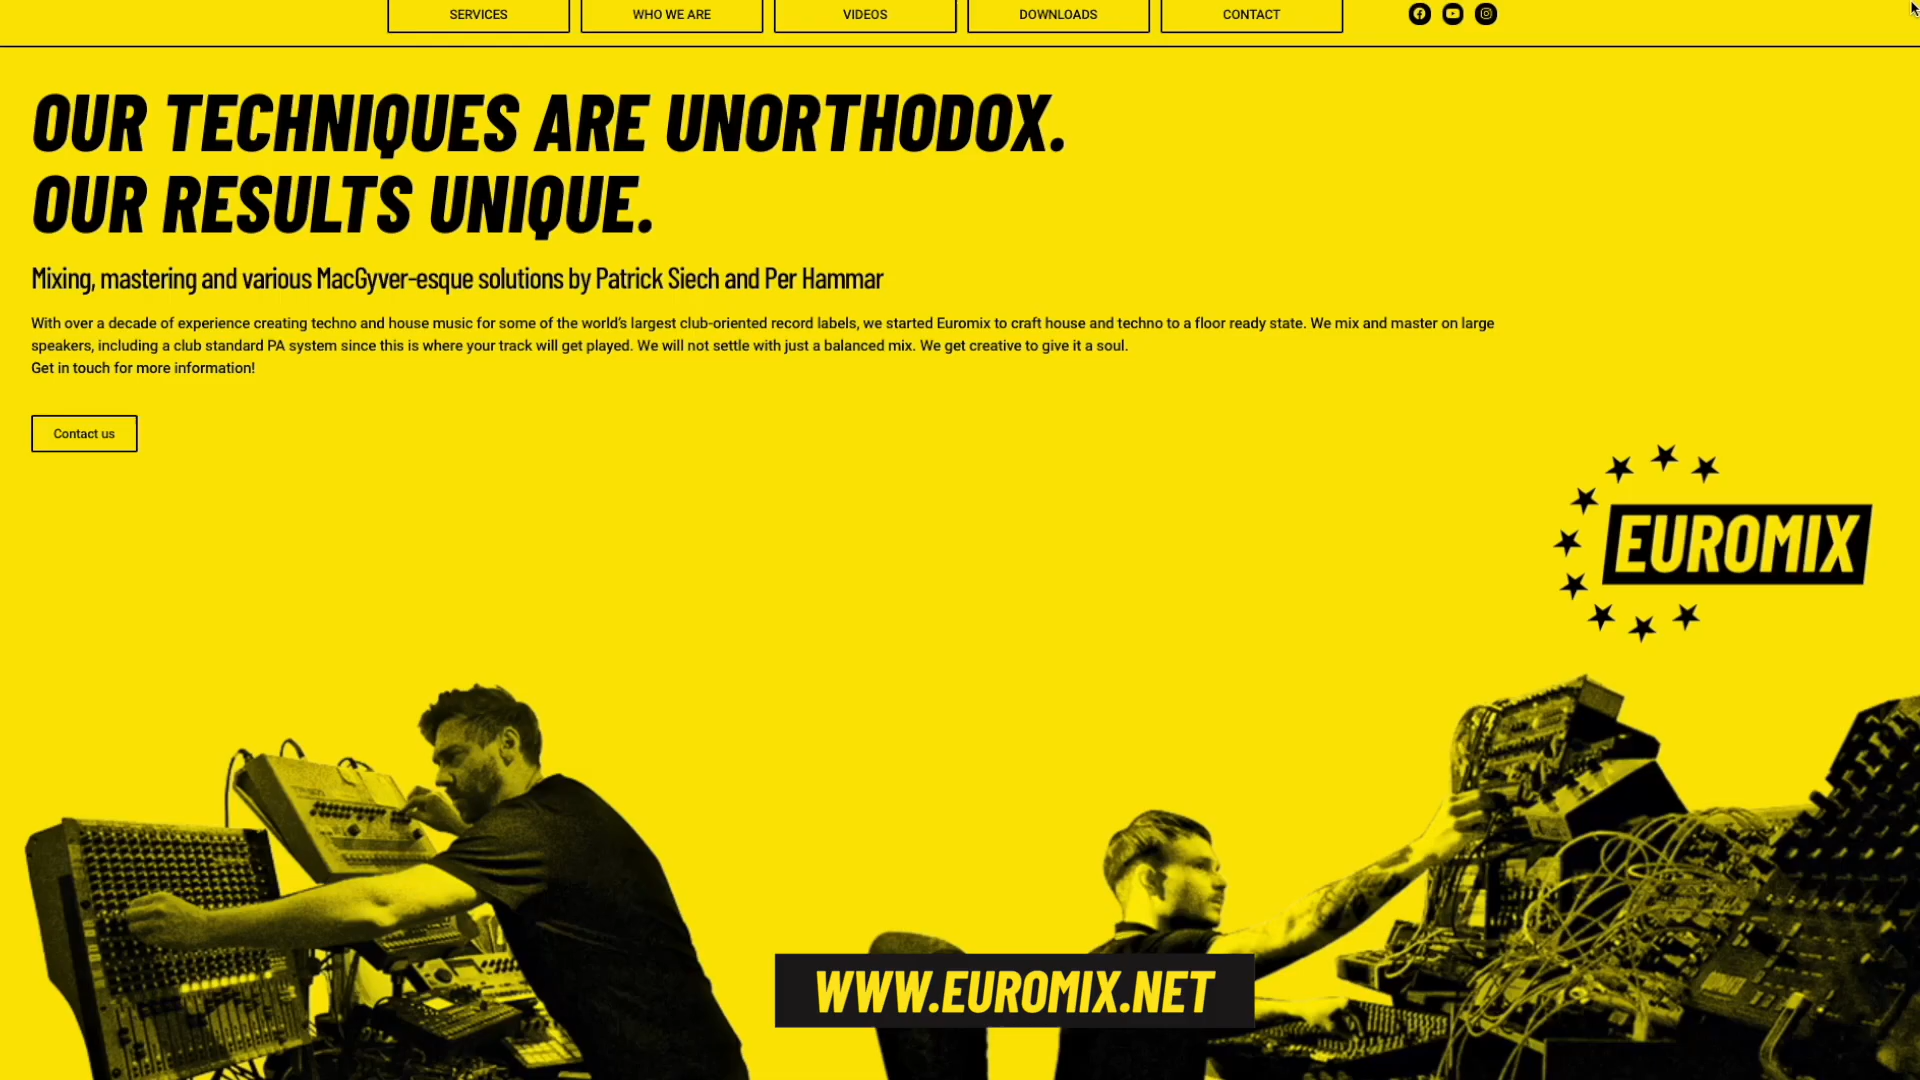 SERVICES
WHO WE ARE
VIDEOS
DOWNLOADS
CONTACT
OUR TECHNIQUES ARE UNORTHODOX.
OUR RESULTS UNIQUE.
Mixing, mastering and various MacGyver-esque solutions by Patrick Siech and Per Hammar
With over a decade of experience creating techno and house music for some of the world's largest club-oriented record labels, we started Euromix to craft house and techno to a floor ready state. We mix and master on large
speakers, including a club standard PA system since this is where your track will get played. We will not settle with just a balanced mix. We get creative to give it a soul.
Get in touch for more information!
Contact us
EUROMIX
WWW.EUROMIX.NET